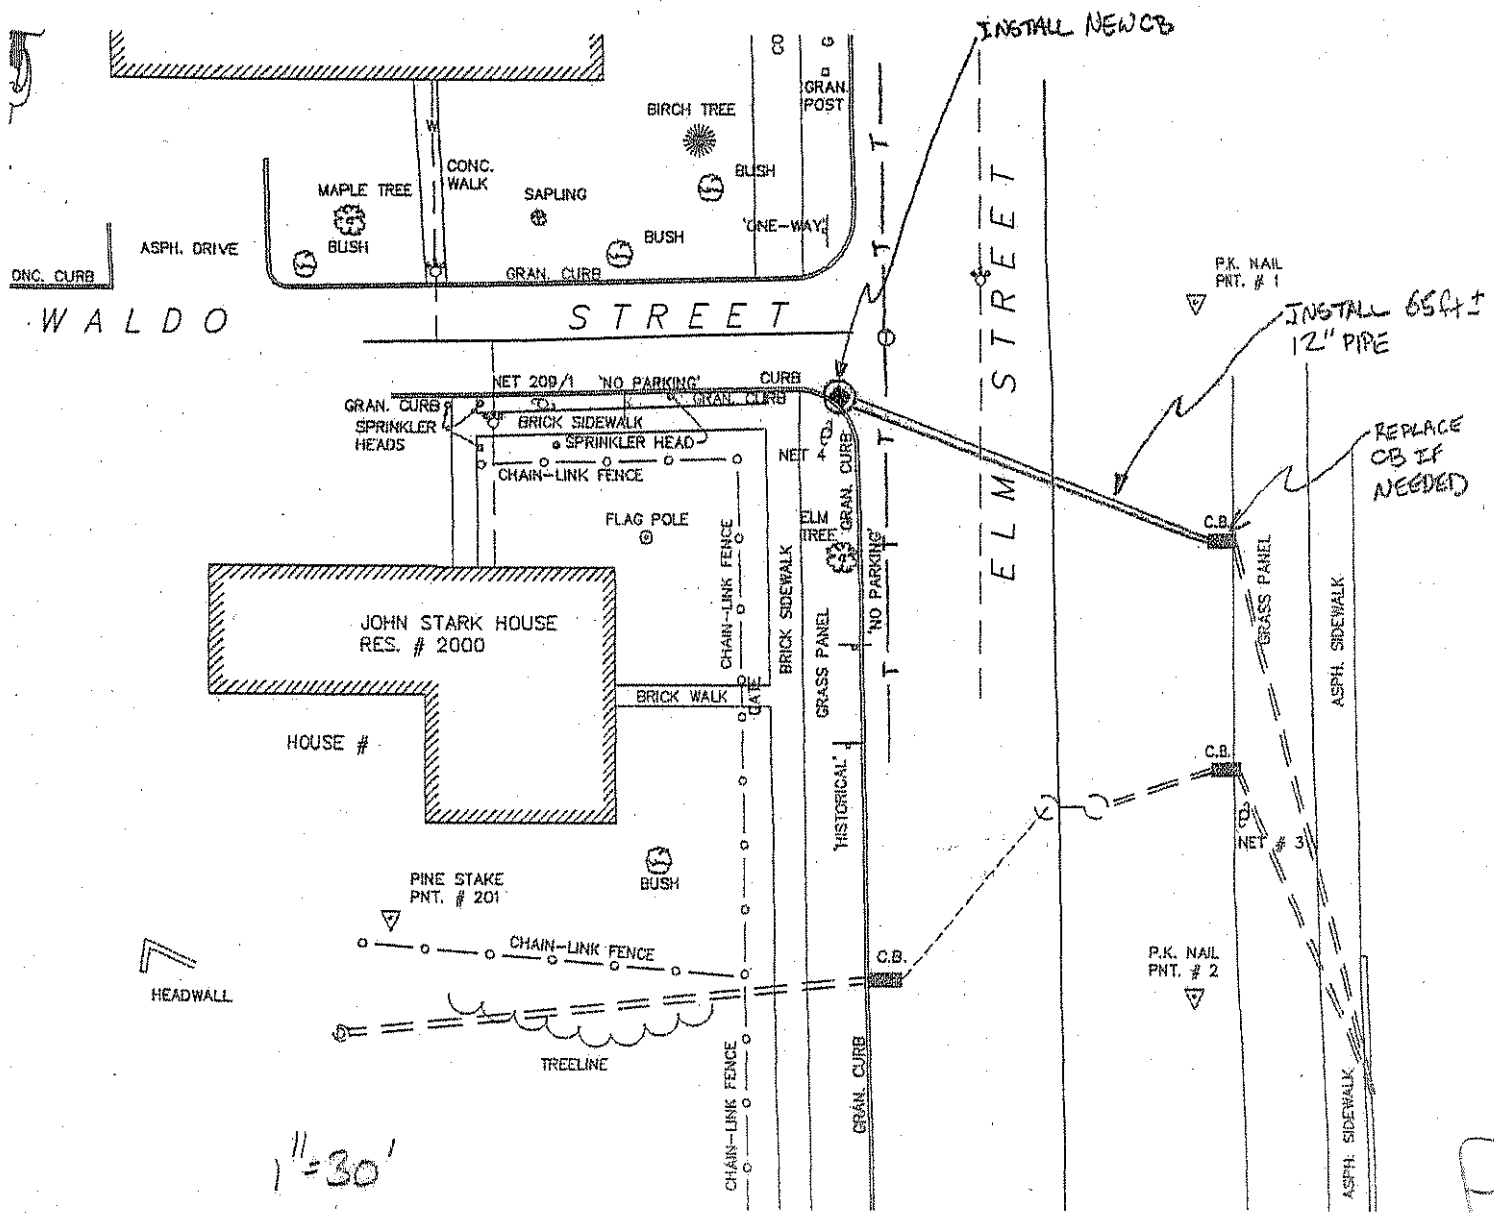 INSTALL NEW CB
8
G
GRAN.
POST
BIRCH TREE
BUSH
W
CONC.
WALK
MAPLE TREE
BUSH
SAPLING
BUSH
'ONE-WAY'
ASPH. DRIVE
ONC. CURB
GRAN. CURB
T
T
T
WALDO STREET
ELM STREET
P.K. NAIL
PNT. # 1
INSTALL 65ft ±
12" PIPE
NET 209/1
'NO PARKING'
CURB
GRAN. CURB
GRAN. CURB
SPRINKLER
HEADS
BRICK SIDEWALK
SPRINKLER HEAD
CHAIN-LINK FENCE
NET 4
GRAN. CURB
T
T
T
T
REPLACE
CB IF
NEEDED
FLAG POLE
ELM
TREE
'NO PARKING'
C.B.
GRASS PANEL
ASPH. SIDEWALK
JOHN STARK HOUSE
RES. # 2000
CHAIN-LINK FENCE
BRICK SIDEWALK
GRASS PANEL
BRICK WALK
GATE
HOUSE #
'HISTORICAL'
C.B.
NET # 3
BUSH
PINE STAKE
PNT. # 201
CHAIN-LINK FENCE
C.B.
P.K. NAIL
PNT. # 2
HEADWALL
TREELINE
CHAIN-LINK FENCE
GRAN. CURB
ASPH. SIDEWALK
1"=30'